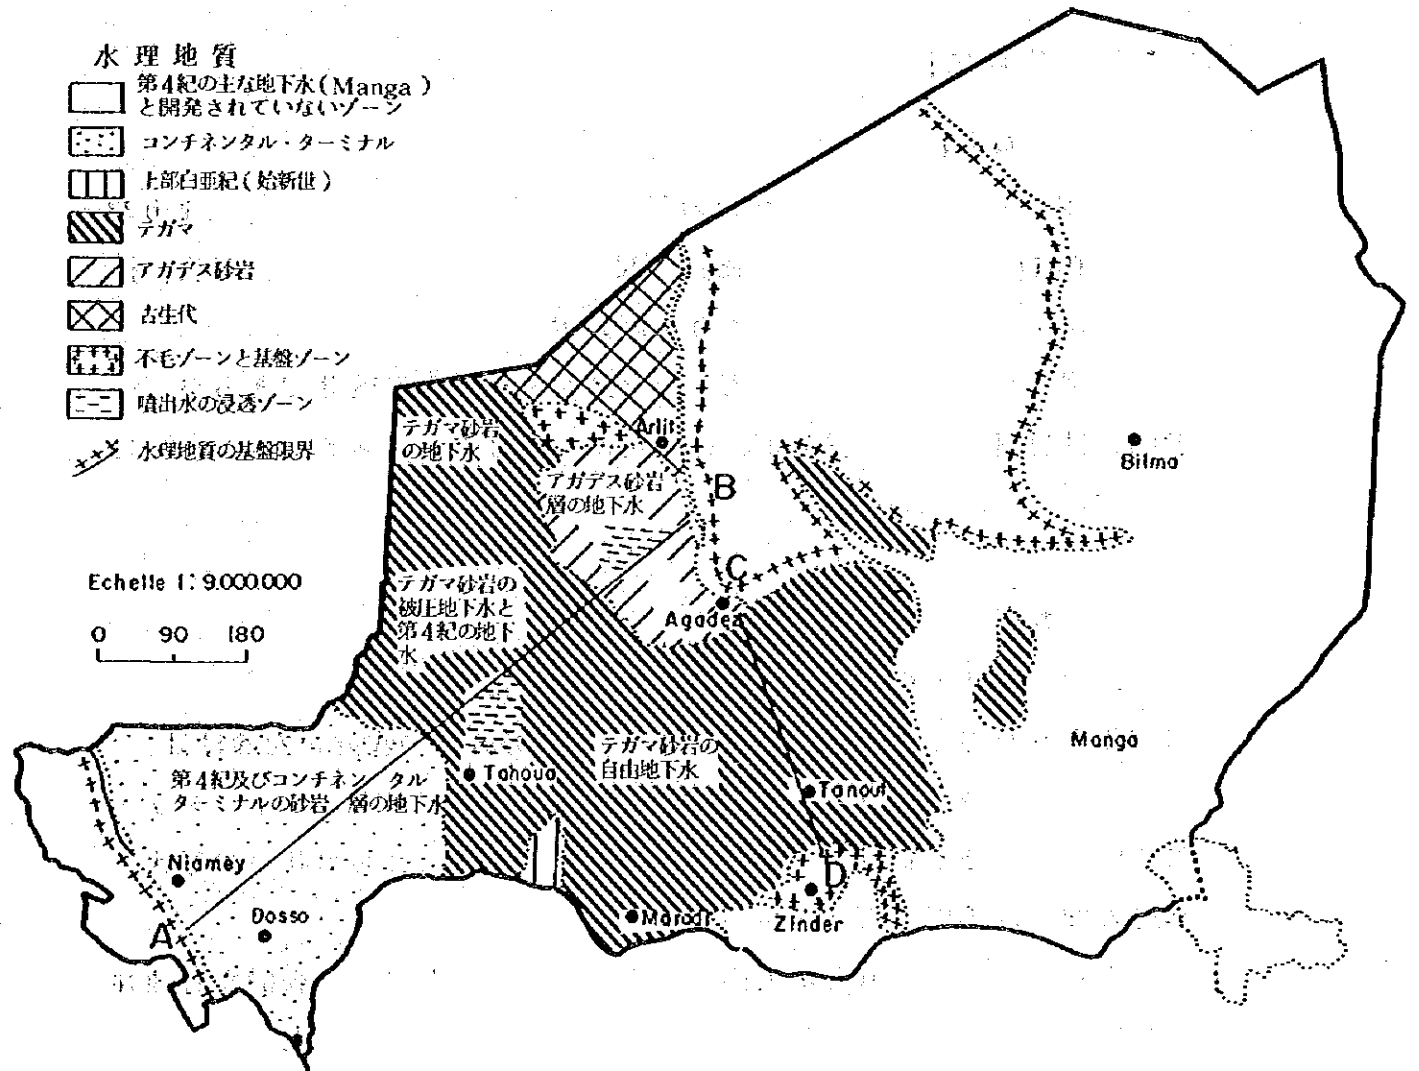 水理地質
第4紀の主な地下水(Manga)
と開発されていないゾーン
コンチネンタル・ターミナル
上部白亜紀(始新世)
テガマ
アガデス砂岩
古生代
不毛ゾーンと基盤ゾーン
噴出水の浸透ゾーン
水理地質の基盤限界
Echelle 1:9.000.000
0 90 180
テガマ砂岩
の地下水
Arlit
アガデス砂岩
層の地下水
B
Bilma
C
テガマ砂岩の
被圧地下水と
第4紀の地下
水
Agadez
Manga
テガマ砂岩の
自由地下水
第4紀及びコンチネンタル
ターミナルの砂岩層の地下水
Tahoua
Tanout
Niamey
D
Dosso
Maradi
Zinder
A